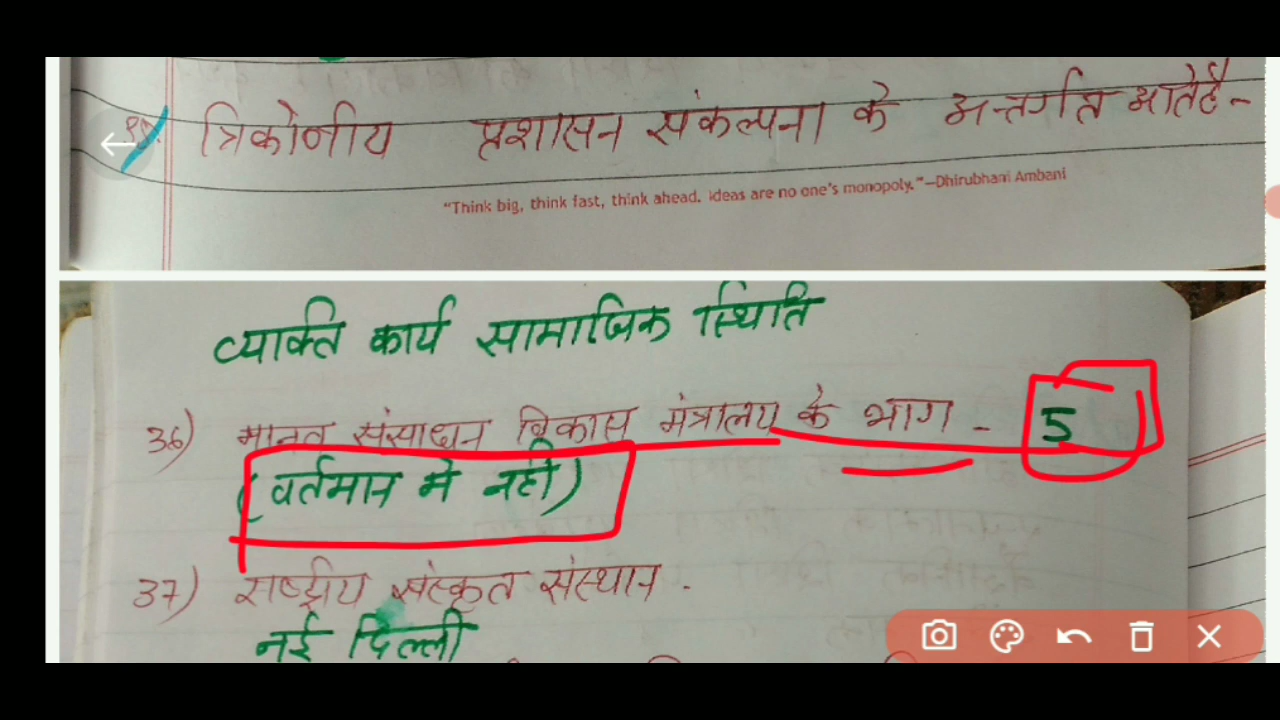 त्रिकोणीय प्रशासन संकल्पना के अन्तर्गत आते है -
“Think big, think fast, think ahead. Ideas are no one's monopoly.”—Dhirubhani Ambani
व्यक्ति कार्य सामाजिक स्थिति
36) मानव संसाधन विकास मंत्रालय के भाग - 5
(वर्तमान मे नही)
37) राष्ट्रीय संस्कृत संस्थान -
नई दिल्ली